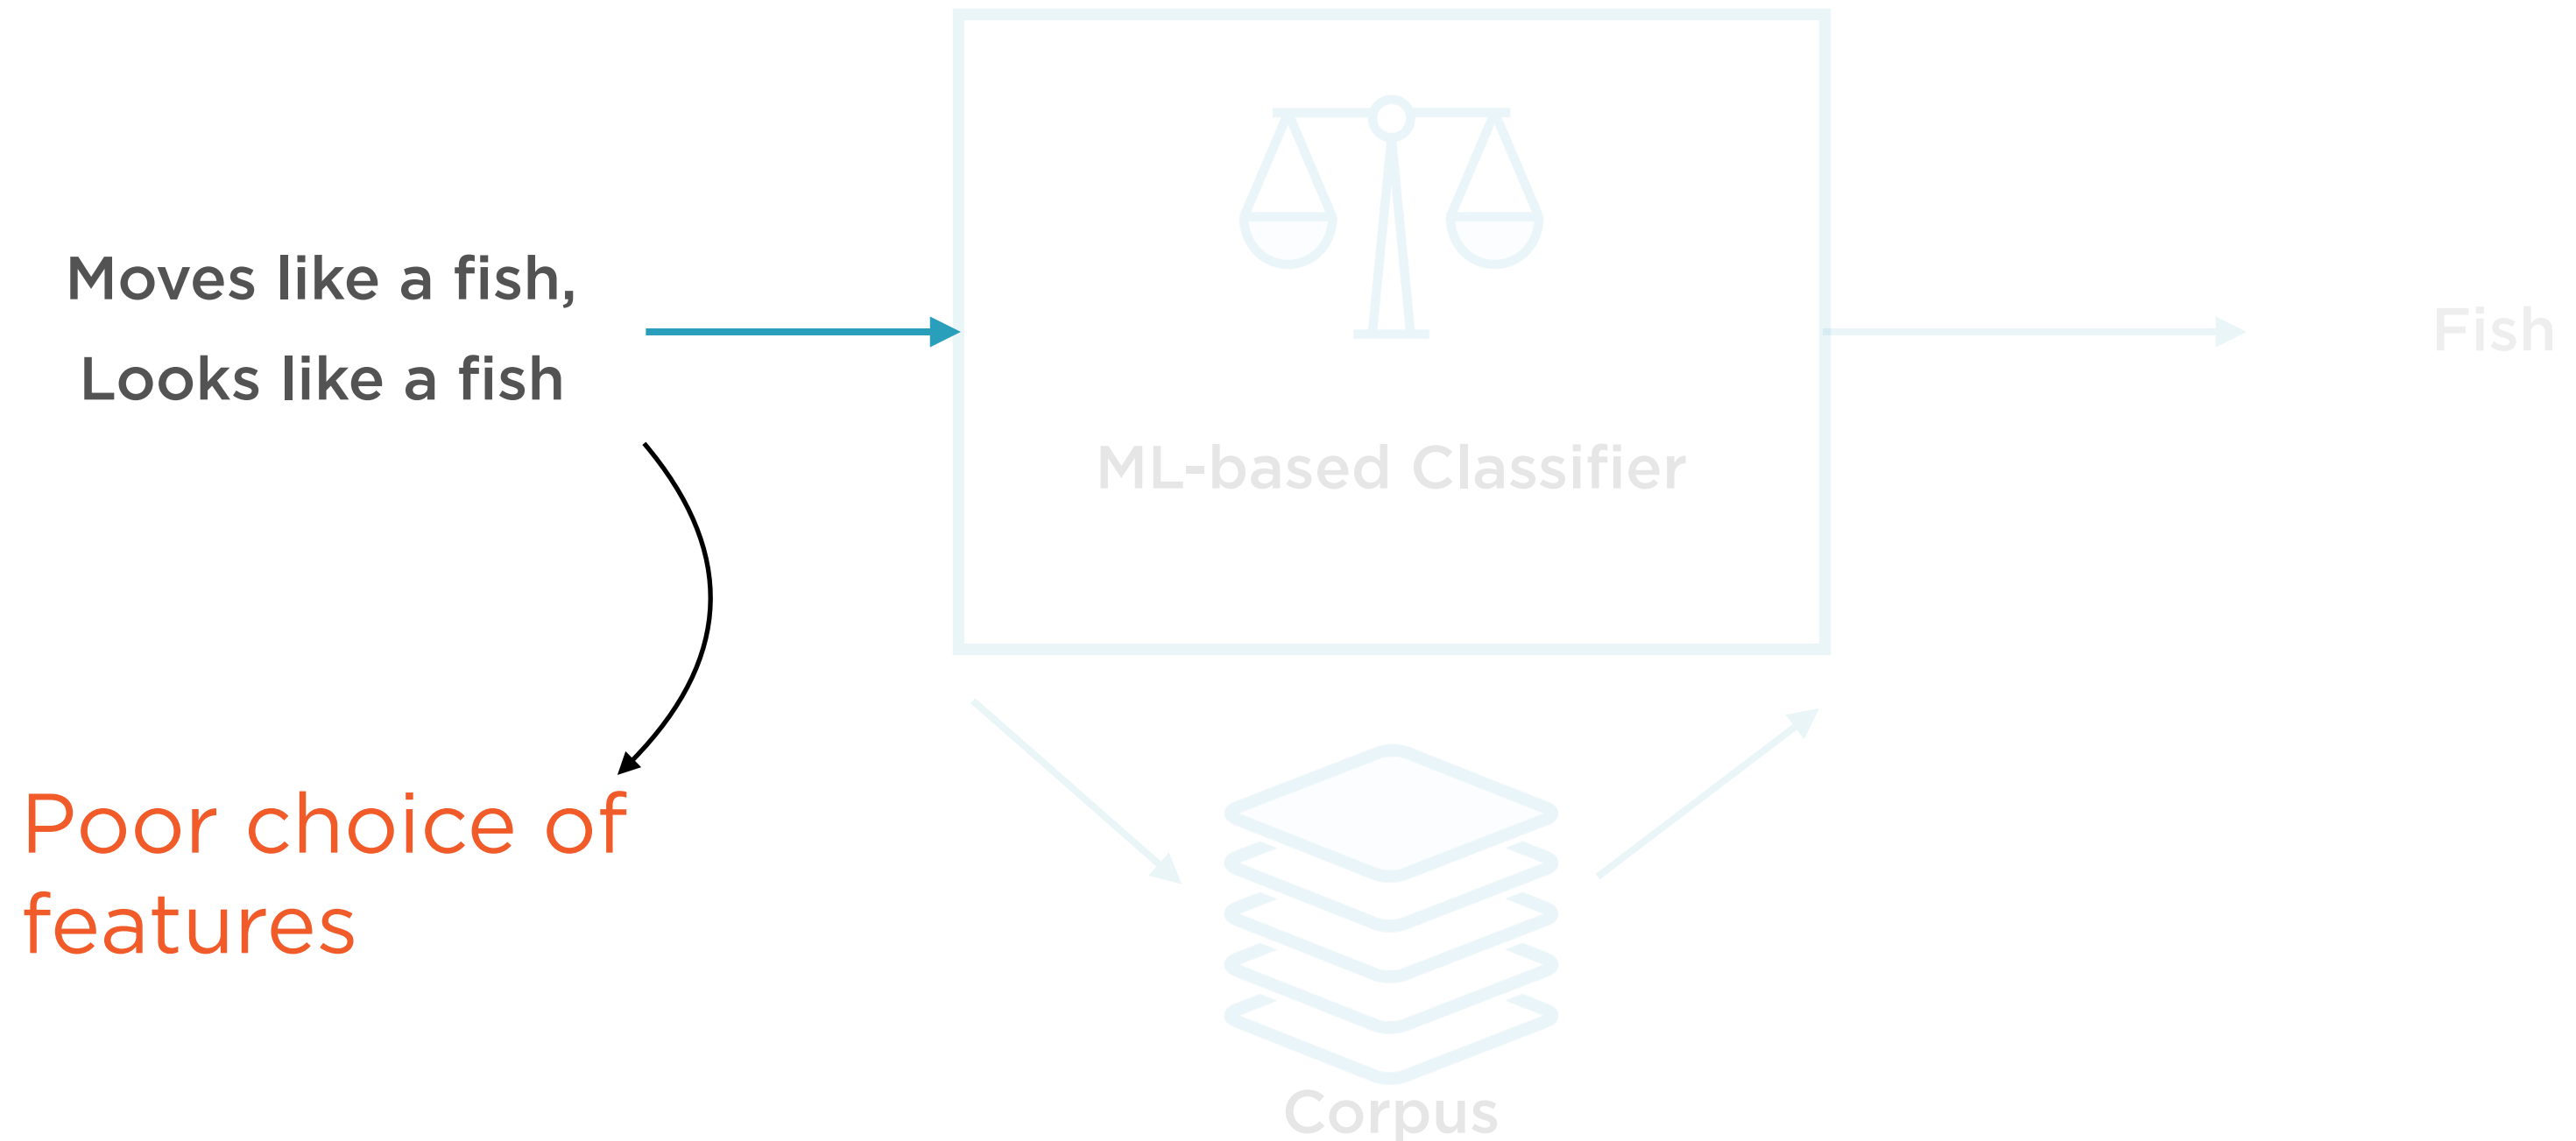 Moves like a fish,
Looks like a fish
ML-based Classifier
Fish
Poor choice of
features
Corpus